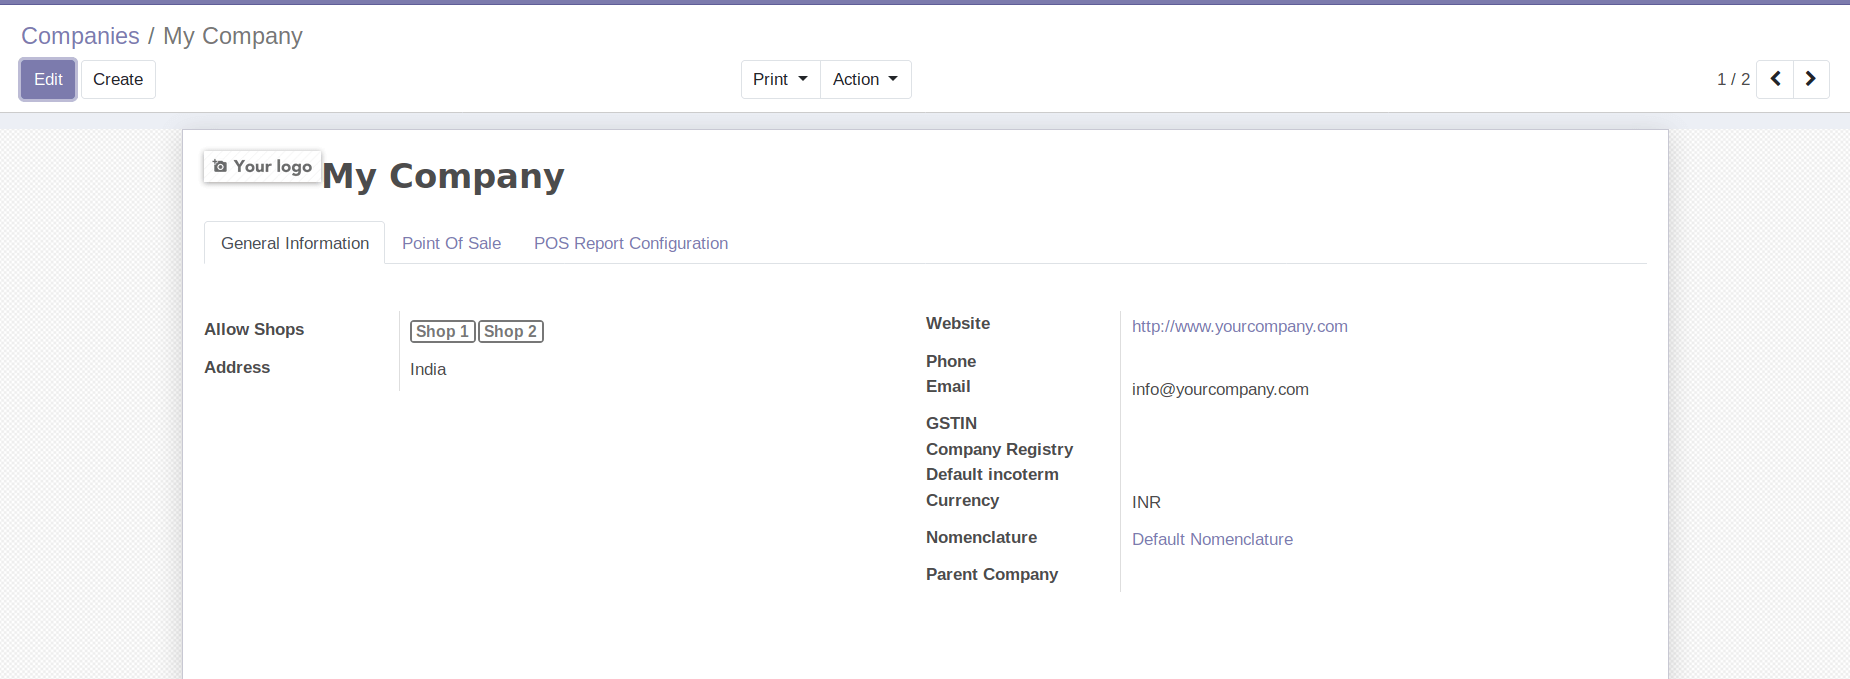 Companies / My Company
Edit Create Print Action 1 / 2
Your logo My Company
General Information Point Of Sale POS Report Configuration
Allow Shops Shop 1 Shop 2
Address India
Website http://www.yourcompany.com
Phone
Email info@yourcompany.com
GSTIN
Company Registry
Default incoterm
Currency INR
Nomenclature Default Nomenclature
Parent Company